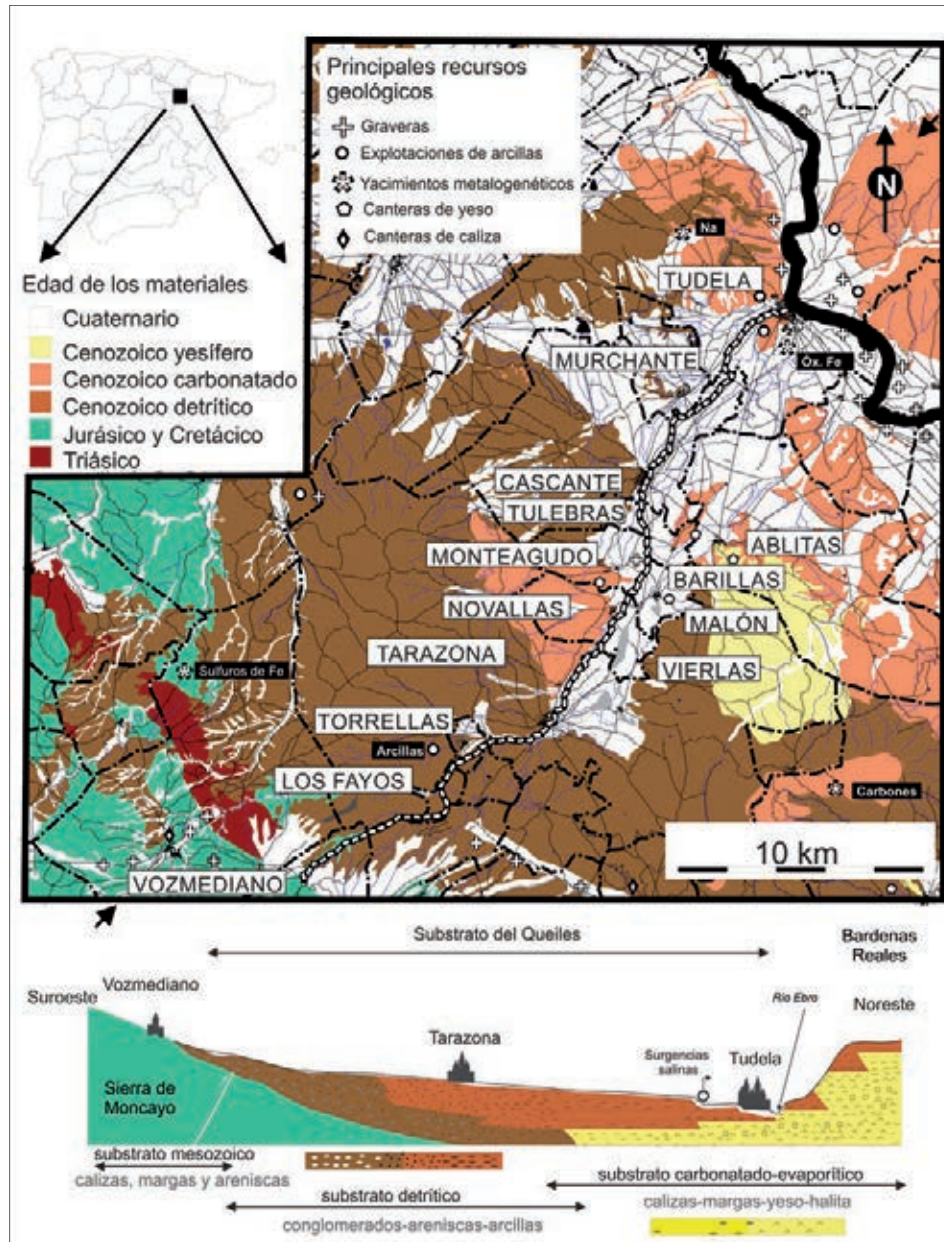 Principales recursos
geológicos
Graveras
Explotaciones de arcillas
Yacimientos metalogenéticos
Canteras de yeso
Canteras de caliza
N
Edad de los materiales
Cuaternario
Cenozoico yesífero
Cenozoico carbonatado
Cenozoico detrítico
Jurásico y Cretácico
Triásico
Na
TUDELA
MURCHANTE
Óx. Fe
CASCANTE
TULEBRAS
ABLITAS
MONTEAGUDO
BARILLAS
NOVALLAS
MALÓN
TARAZONA
VIERLAS
Sulfuros de Fe
TORRELLAS
Arcillas
LOS FAYOS
Carbones
VOZMEDIANO
10 km
Substrato del Queiles
Bardenas
Reales
Suroeste
Vozmediano
Río Ebro
Noreste
Tarazona
Surgencias
salinas
Tudela
Sierra de
Moncayo
substrato mesozoico
calizas, margas y areniscas
substrato detrítico
conglomerados-areniscas-arcillas
substrato carbonatado-evaporítico
calizas-margas-yeso-halita